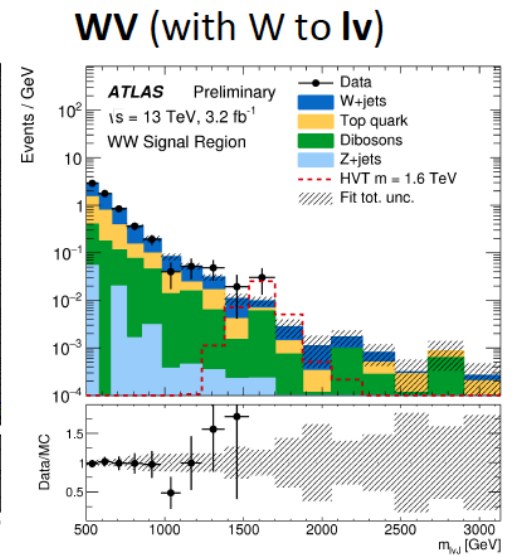 WV (with W to lv)
Events / GeV
ATLAS Preliminary
√s = 13 TeV, 3.2 fb⁻¹
WW Signal Region
Data
W+jets
Top quark
Dibosons
Z+jets
HVT m = 1.6 TeV
Fit tot. unc.
10²
10
1
10⁻¹
10⁻²
10⁻³
10⁻⁴
Data/MC
1.5
1
0.5
500 1000 1500 2000 2500 3000
m_lvJ [GeV]